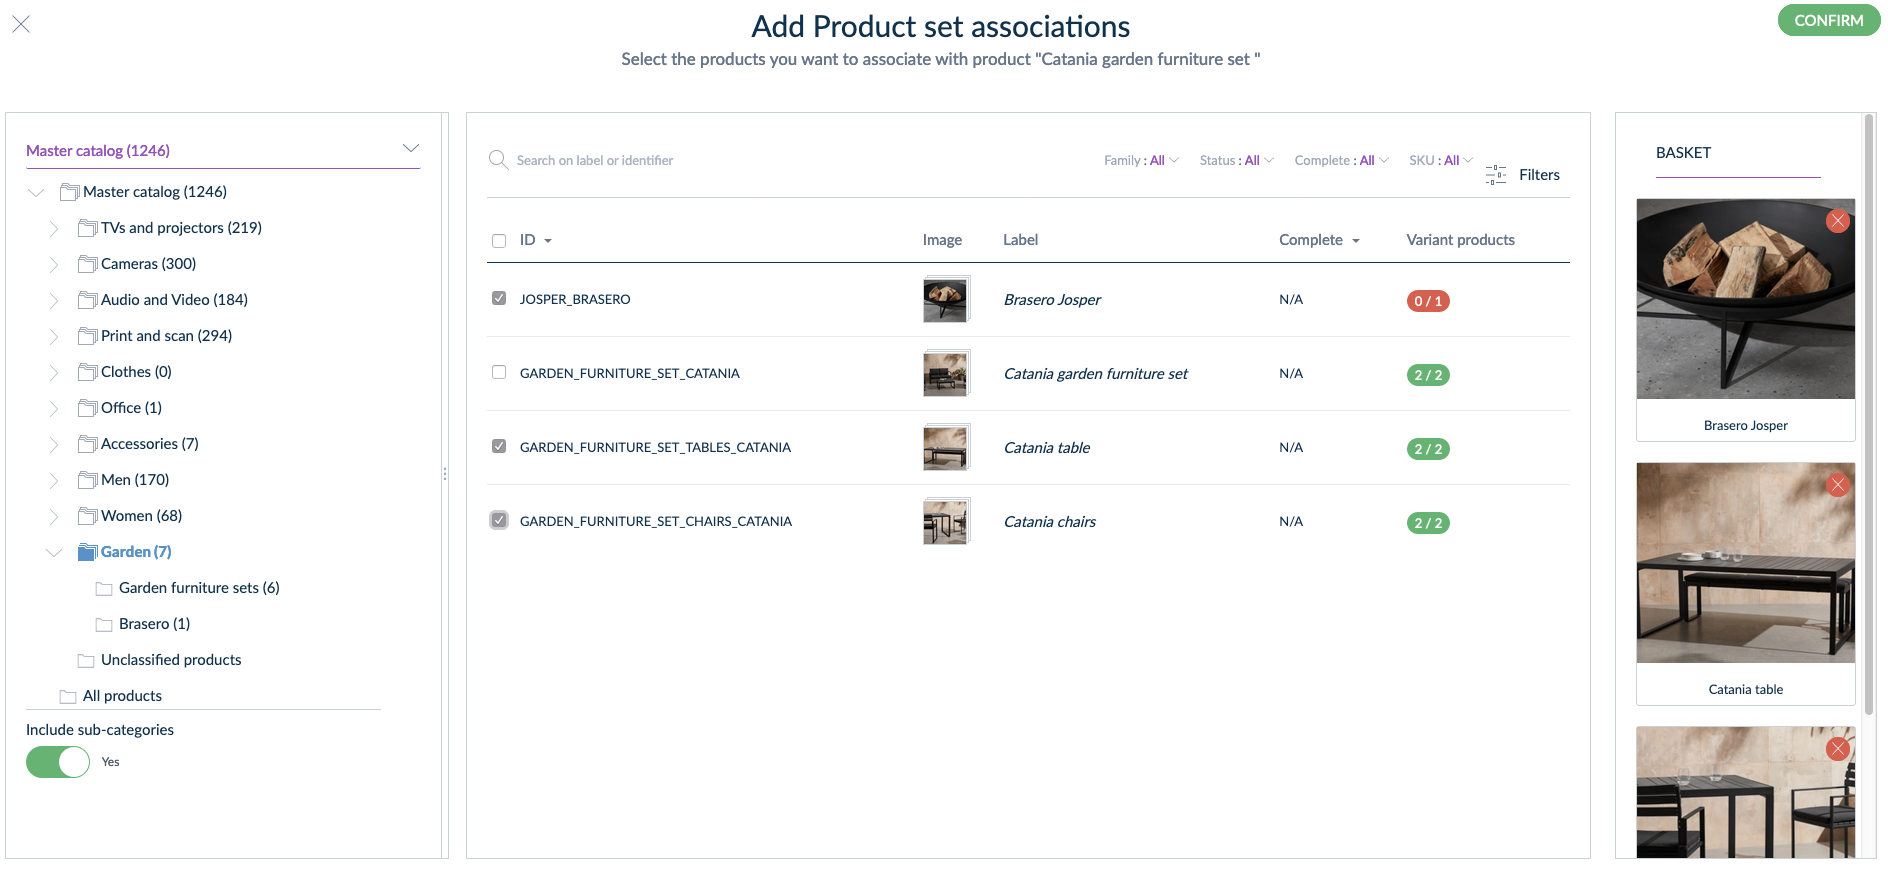 Add Product set associations
CONFIRM
Select the products you want to associate with product "Catania garden furniture set "
Master catalog (1246)
Master catalog (1246)
TVs and projectors (219)
Cameras (300)
Audio and Video (184)
Print and scan (294)
Clothes (0)
Office (1)
Accessories (7)
Men (170)
Women (68)
Garden (7)
Garden furniture sets (6)
Brasero (1)
Unclassified products
All products
Include sub-categories
Yes
Search on label or identifier
Family : All
Status : All
Complete : All
SKU : All
Filters
ID Image Label Complete Variant products
JOSPER_BRASERO Brasero Josper N/A 0 / 1
GARDEN_FURNITURE_SET_CATANIA Catania garden furniture set N/A 2 / 2
GARDEN_FURNITURE_SET_TABLES_CATANIA Catania table N/A 2 / 2
GARDEN_FURNITURE_SET_CHAIRS_CATANIA Catania chairs N/A 2 / 2
BASKET
Brasero Josper
Catania table